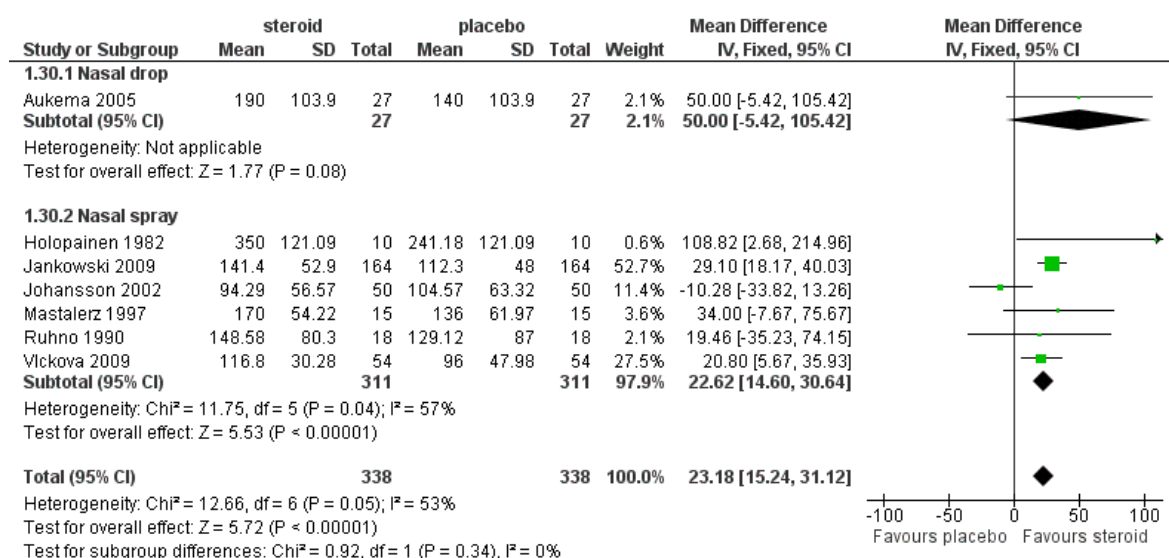 steroid placebo Mean Difference Mean Difference
Study or Subgroup Mean SD Total Mean SD Total Weight IV, Fixed, 95% CI IV, Fixed, 95% CI
1.30.1 Nasal drop
Aukema 2005 190 103.9 27 140 103.9 27 2.1% 50.00 [-5.42, 105.42]
Subtotal (95% CI) 27 27 2.1% 50.00 [-5.42, 105.42]
Heterogeneity: Not applicable
Test for overall effect: Z = 1.77 (P = 0.08)
1.30.2 Nasal spray
Holopainen 1982 350 121.09 10 241.18 121.09 10 0.6% 108.82 [2.68, 214.96]
Jankowski 2009 141.4 52.9 164 112.3 48 164 52.7% 29.10 [18.17, 40.03]
Johansson 2002 94.29 56.57 50 104.57 63.32 50 11.4% -10.28 [-33.82, 13.26]
Mastalerz 1997 170 54.22 15 136 61.97 15 3.6% 34.00 [-7.67, 75.67]
Ruhno 1990 148.58 80.3 18 129.12 87 18 2.1% 19.46 [-35.23, 74.15]
Vlckova 2009 116.8 30.28 54 96 47.98 54 27.5% 20.80 [5.67, 35.93]
Subtotal (95% CI) 311 311 97.9% 22.62 [14.60, 30.64]
Heterogeneity: Chi² = 11.75, df = 5 (P = 0.04); I² = 57%
Test for overall effect: Z = 5.53 (P < 0.00001)
Total (95% CI) 338 338 100.0% 23.18 [15.24, 31.12]
Heterogeneity: Chi² = 12.66, df = 6 (P = 0.05); I² = 53%
Test for overall effect: Z = 5.72 (P < 0.00001)
Test for subgroup differences: Chi² = 0.92, df = 1 (P = 0.34), I² = 0%
-100 -50 0 50 100
Favours placebo Favours steroid